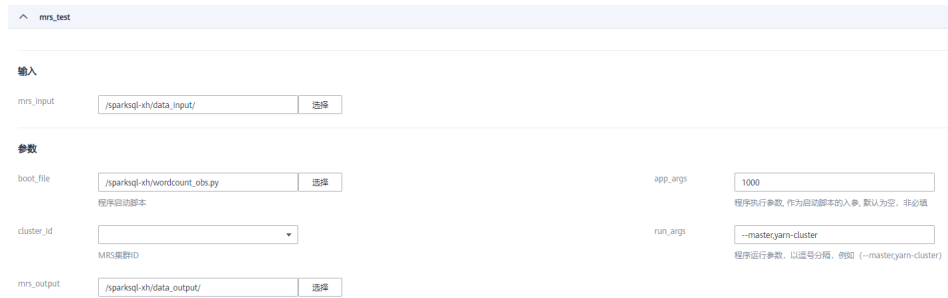 mrs_test
输入
mrs_input
/sparksql-xh/data_input/
选择
参数
boot_file
/sparksql-xh/wordcount_obs.py
选择
程序启动脚本
app_args
1000
程序执行参数, 作为启动脚本的入参, 默认为空，非必填
cluster_id
MRS集群ID
run_args
--master,yarn-cluster
程序运行参数，以逗号分隔，例如（--master,yarn-cluster）
mrs_output
/sparksql-xh/data_output/
选择